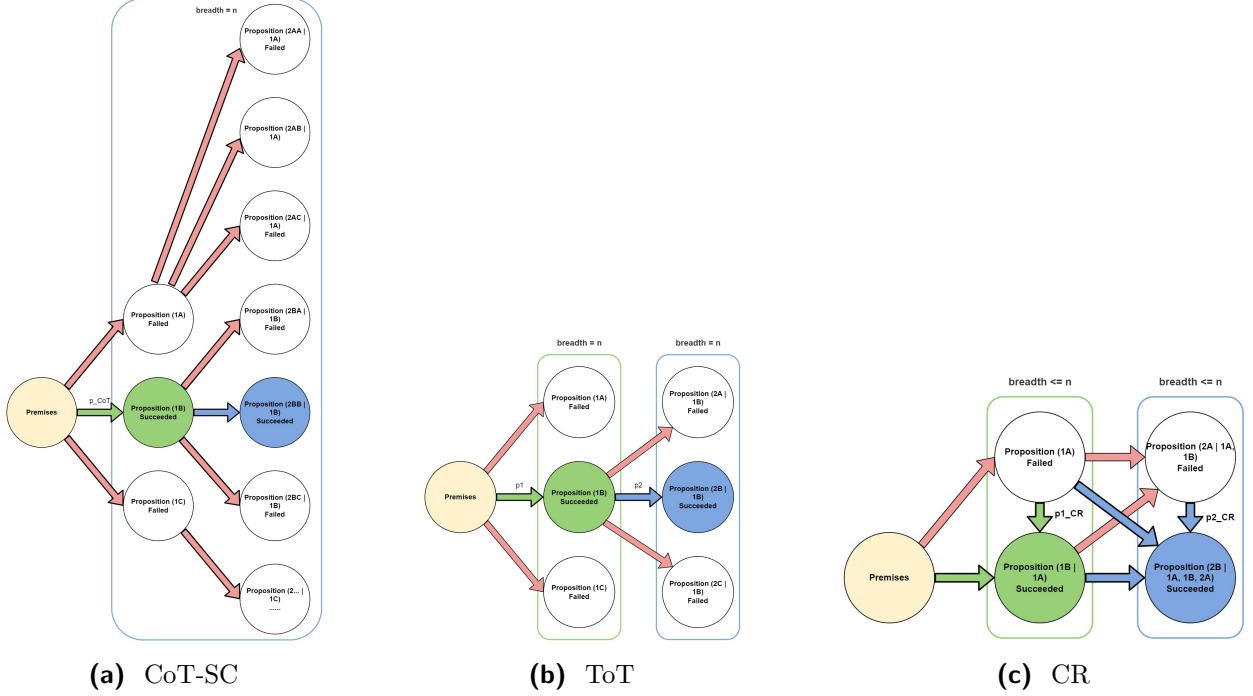 breadth = n
Proposition (2AA |
1A)
Failed
Proposition (2AB |
1A)
Proposition (2AC |
1A)
Failed
Proposition (1A)
Failed
Proposition (2BA |
1B)
Failed
Premises
p_CoT
Proposition (1B)
Succeeded
Proposition (2BB |
1B)
Succeeded
Proposition (1C)
Failed
Proposition (2BC |
1B)
Failed
Proposition (2... |
1C)
......
(a) CoT-SC
breadth = n
breadth = n
Proposition (1A)
Failed
Proposition (2A |
1B)
Failed
Premises
p1
Proposition (1B)
Succeeded
p2
Proposition (2B |
1B)
Succeeded
Proposition (1C)
Failed
Proposition (2C |
1B)
Failed
(b) ToT
breadth <= n
breadth <= n
Proposition (1A)
Failed
Proposition (2A | 1A,
1B)
Failed
p1_CR
p2_CR
Premises
Proposition (1B |
1A)
Succeeded
Proposition (2B |
1A, 1B, 2A)
Succeeded
(c) CR